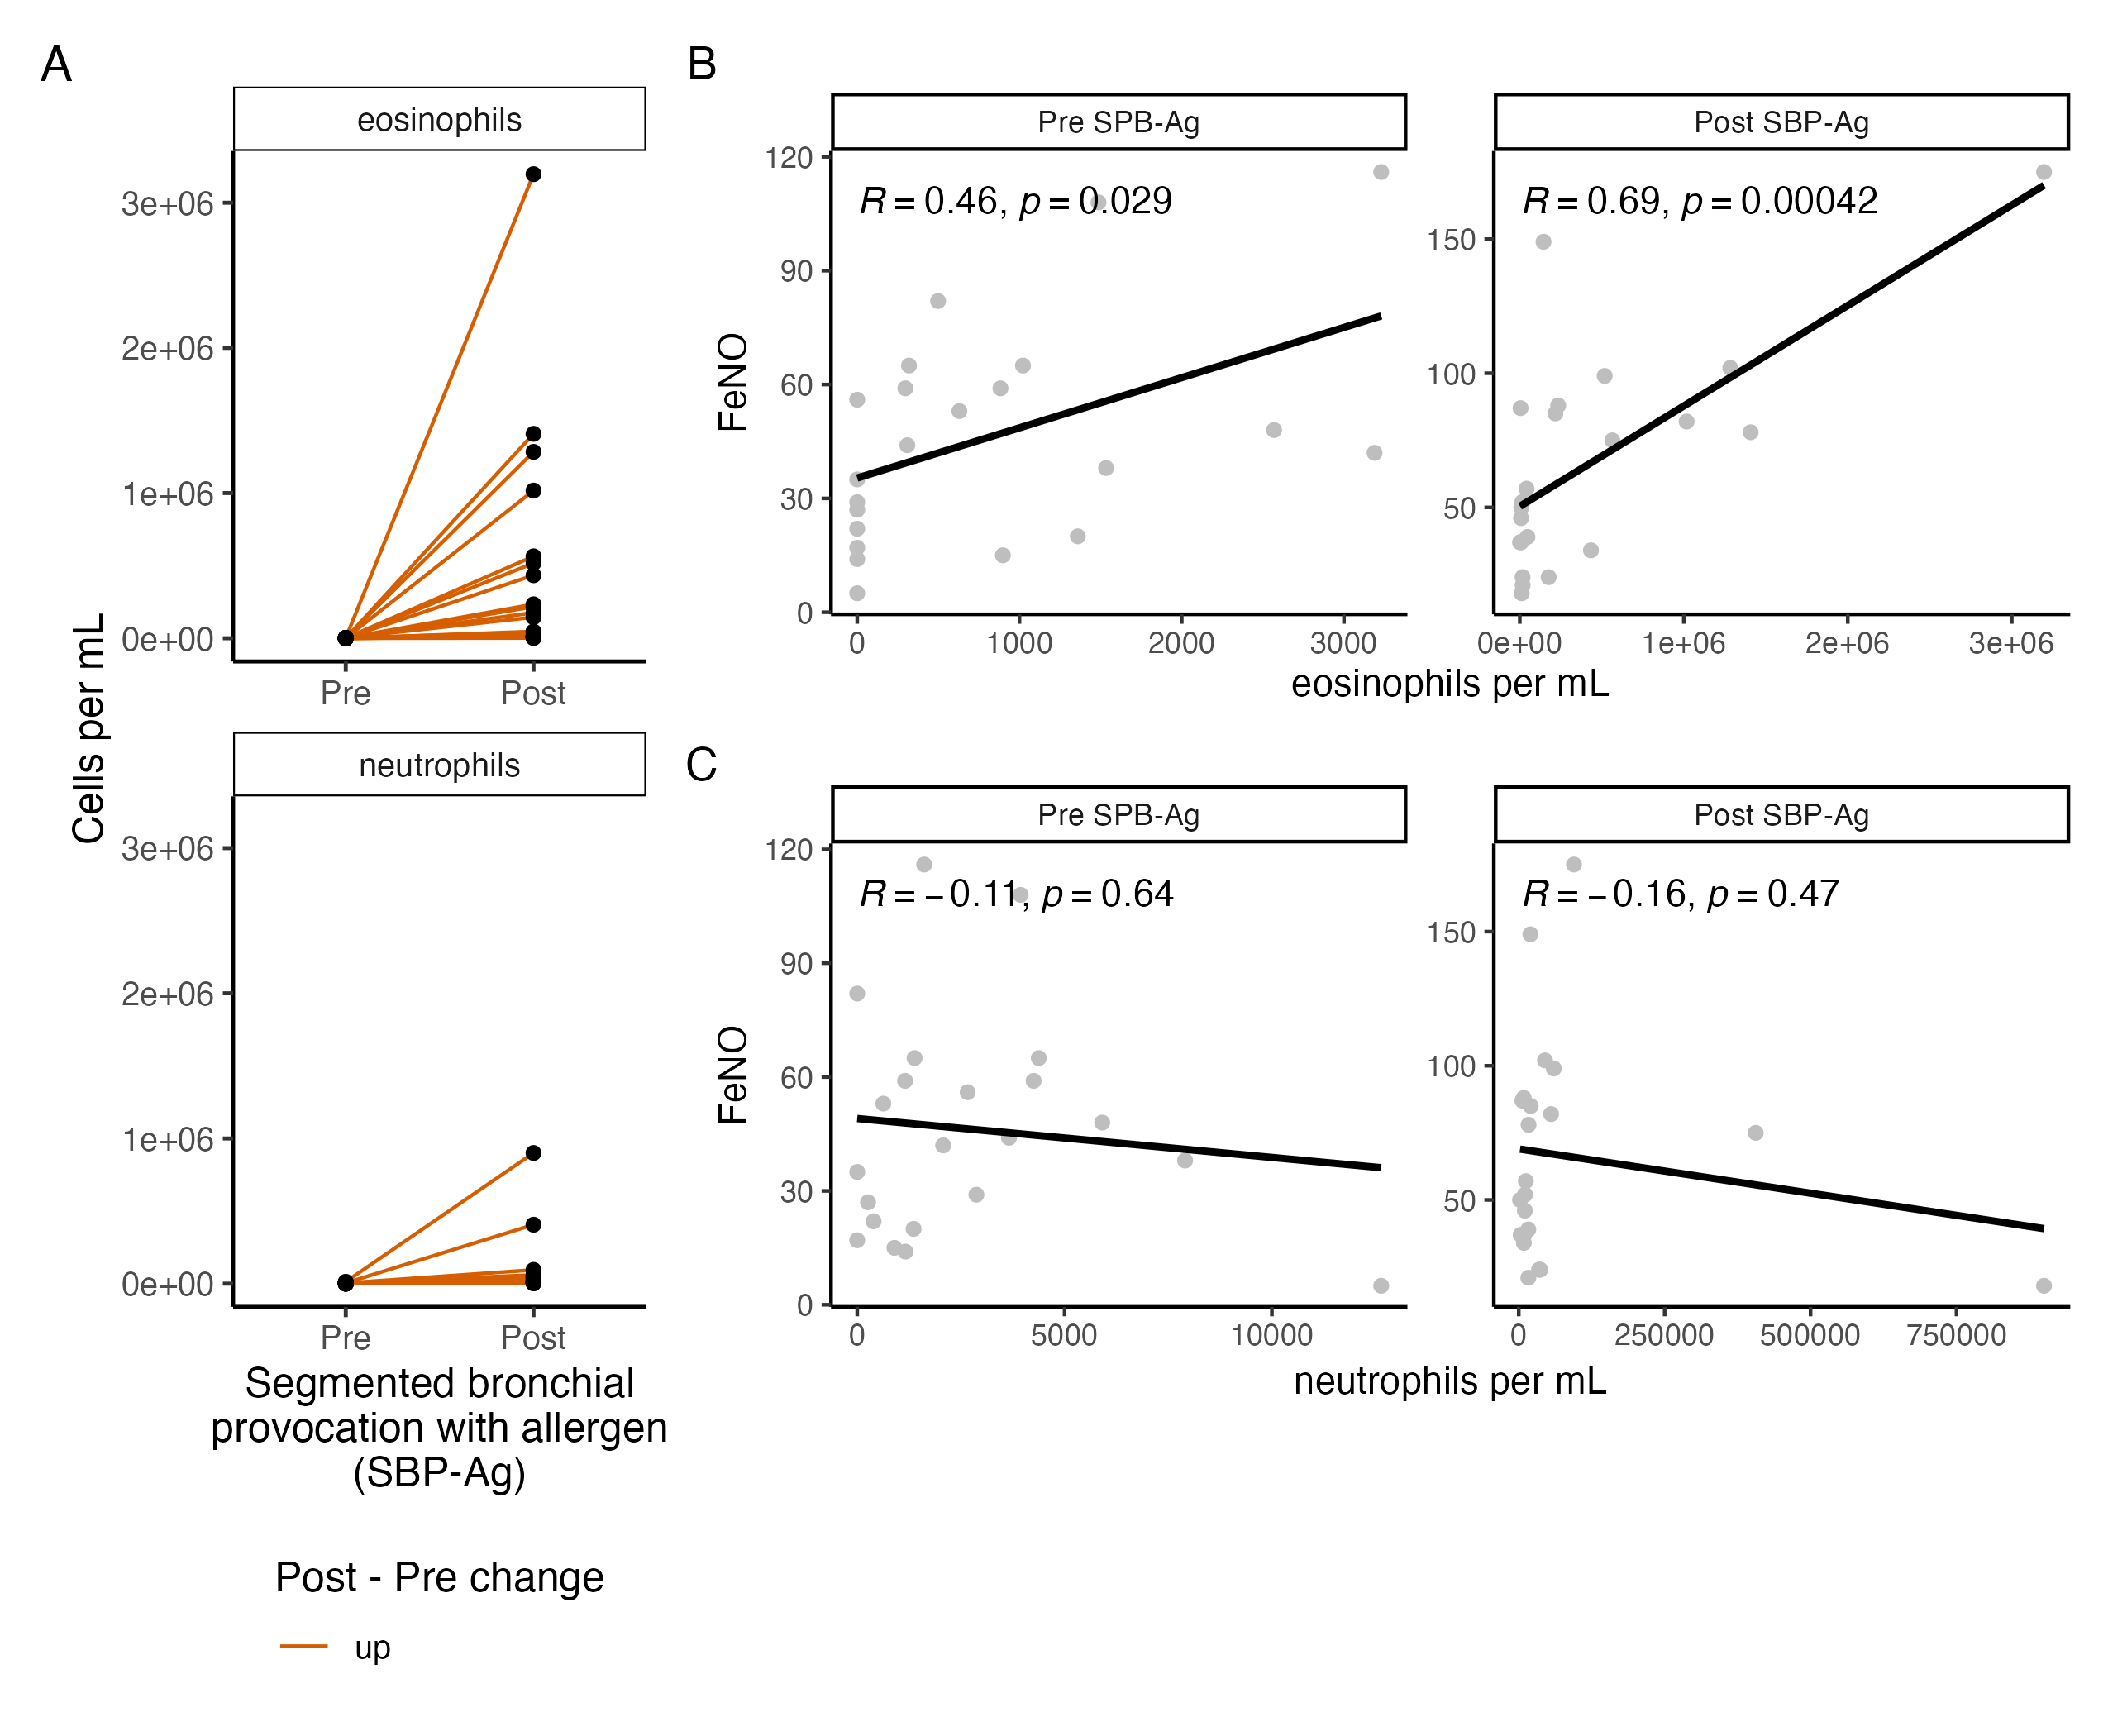 A
eosinophils
3e+06
2e+06
1e+06
0e+00
Pre Post
neutrophils
3e+06
2e+06
1e+06
0e+00
Pre Post
Cells per mL
Segmented bronchial
provocation with allergen
(SBP-Ag)
Post - Pre change
up
B
Pre SPB-Ag
R = 0.46, p = 0.029
120
90
60
30
0
0 1000 2000 3000
FeNO
Post SBP-Ag
R = 0.69, p = 0.00042
150
100
50
0e+00 1e+06 2e+06 3e+06
eosinophils per mL
C
Pre SPB-Ag
R = −0.11, p = 0.64
120
90
60
30
0
0 5000 10000
FeNO
Post SBP-Ag
R = −0.16, p = 0.47
150
100
50
0 250000 500000 750000
neutrophils per mL